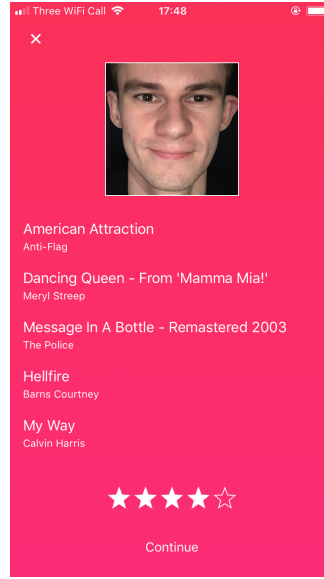 Three WiFi Call 17:48
American Attraction
Anti-Flag
Dancing Queen - From 'Mamma Mia!'
Meryl Streep
Message In A Bottle - Remastered 2003
The Police
Hellfire
Barns Courtney
My Way
Calvin Harris
Continue